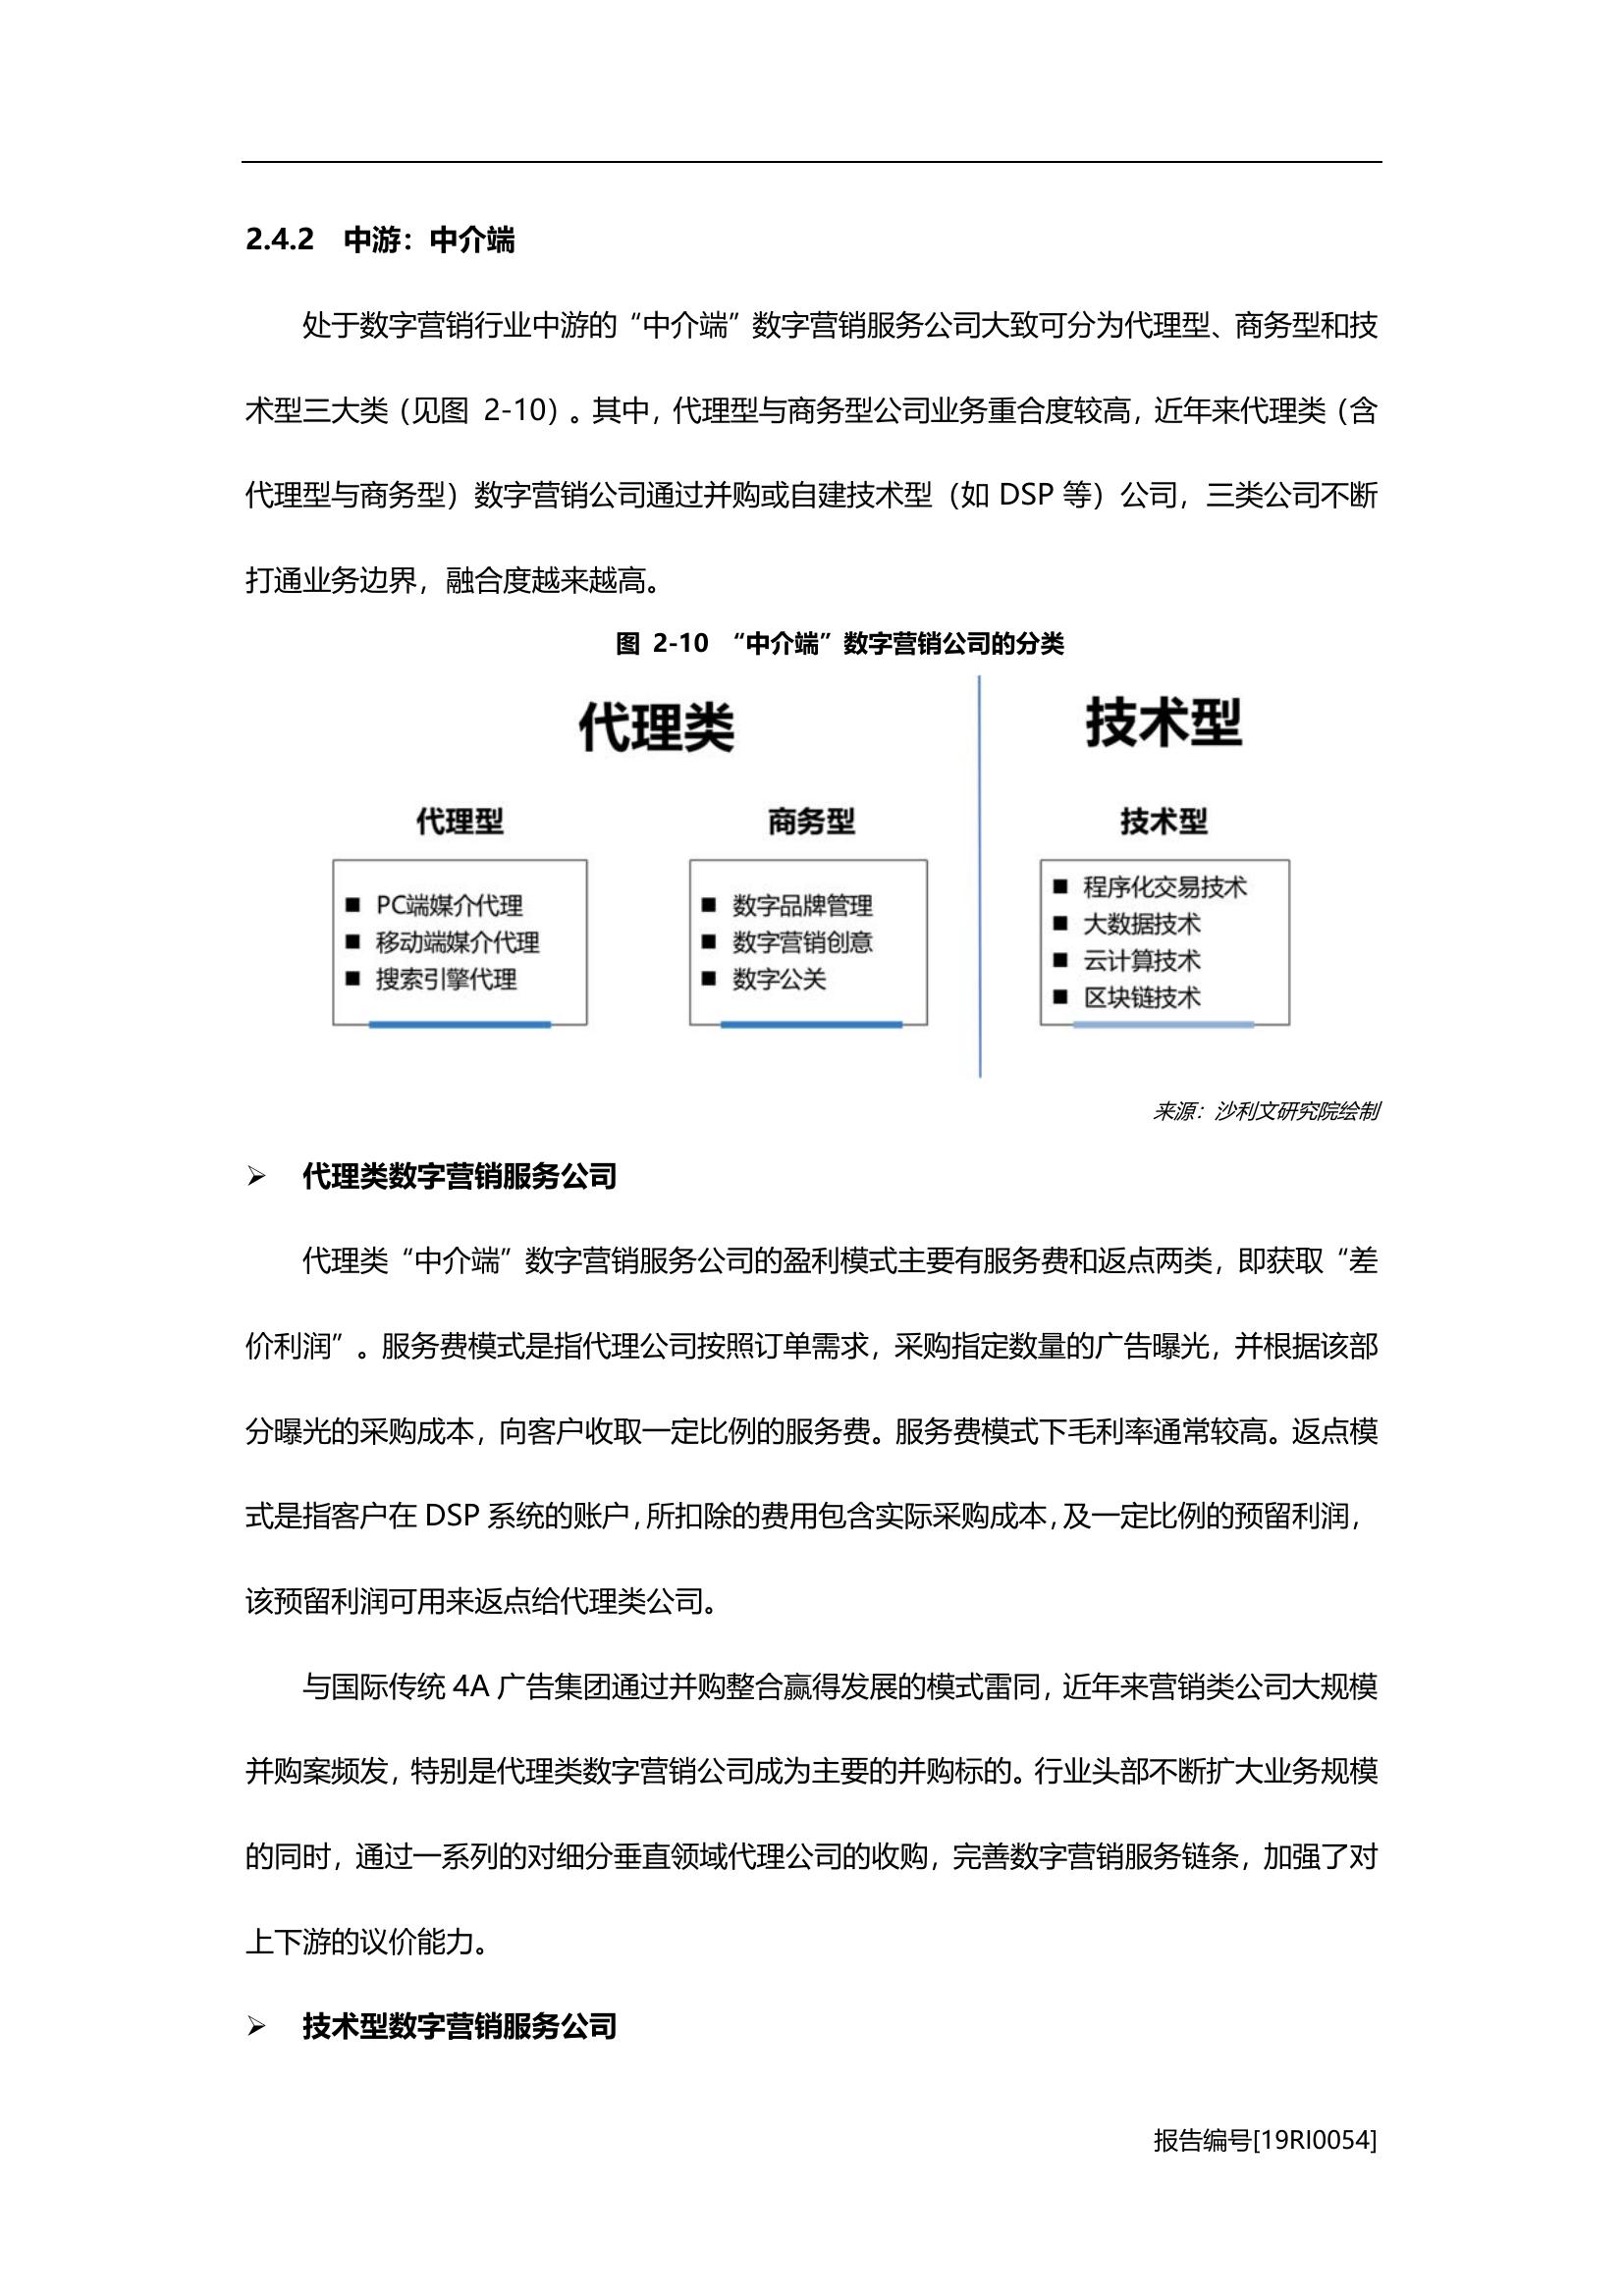 2.4.2 中游：中介端
处于数字营销行业中游的“中介端”数字营销服务公司大致可分为代理型、商务型和技
术型三大类（见图 2-10）。其中，代理型与商务型公司业务重合度较高，近年来代理类（含
代理型与商务型）数字营销公司通过并购或自建技术型（如 DSP 等）公司，三类公司不断
打通业务边界，融合度越来越高。
图 2-10 “中介端”数字营销公司的分类
代理类
技术型
代理型
商务型
技术型
■ PC端媒介代理
■ 移动端媒介代理
■ 搜索引擎代理
■ 数字品牌管理
■ 数字营销创意
■ 数字公关
■ 程序化交易技术
■ 大数据技术
■ 云计算技术
■ 区块链技术
来源：沙利文研究院绘制
➢ 代理类数字营销服务公司
代理类“中介端”数字营销服务公司的盈利模式主要有服务费和返点两类，即获取“差
价利润”。服务费模式是指代理公司按照订单需求，采购指定数量的广告曝光，并根据该部
分曝光的采购成本，向客户收取一定比例的服务费。服务费模式下毛利率通常较高。返点模
式是指客户在 DSP 系统的账户，所扣除的费用包含实际采购成本，及一定比例的预留利润，
该预留利润可用来返点给代理类公司。
与国际传统 4A 广告集团通过并购整合赢得发展的模式雷同，近年来营销类公司大规模
并购案频发，特别是代理类数字营销公司成为主要的并购标的。行业头部不断扩大业务规模
的同时，通过一系列的对细分垂直领域代理公司的收购，完善数字营销服务链条，加强了对
上下游的议价能力。
➢ 技术型数字营销服务公司
报告编号[19RI0054]